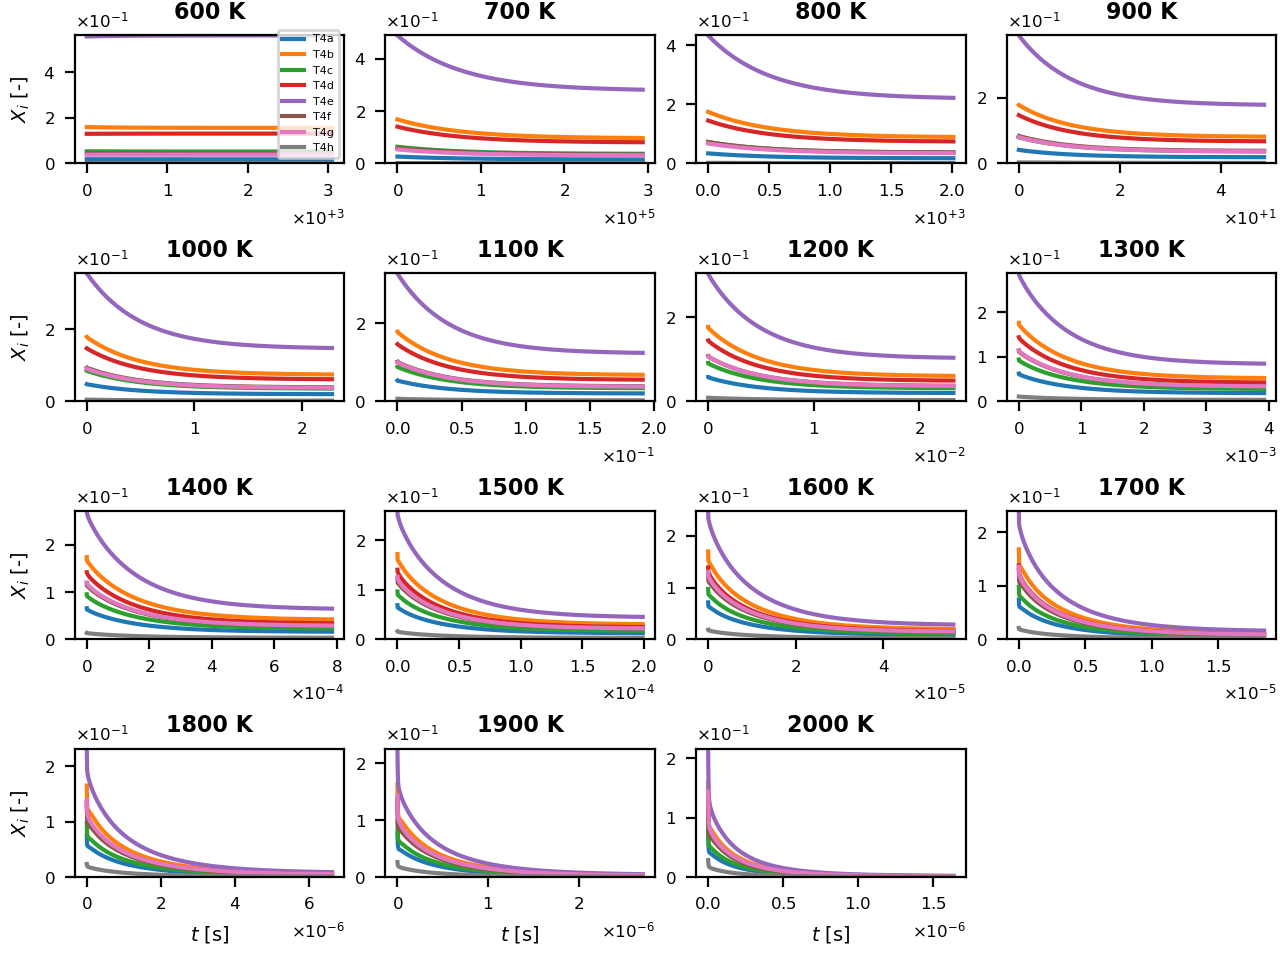 600 K
700 K
800 K
900 K
×10⁻¹
×10⁻¹
×10⁻¹
×10⁻¹
X_i [-]
4
2
0
0 1 2 3
×10⁺³
T4a
T4b
T4c
T4d
T4e
T4f
T4g
T4h
4
2
0
0 1 2 3
×10⁺⁵
4
2
0
0.0 0.5 1.0 1.5 2.0
×10⁺³
2
0
0 2 4
×10⁺¹
1000 K
1100 K
1200 K
1300 K
×10⁻¹
×10⁻¹
×10⁻¹
×10⁻¹
X_i [-]
2
0
0 1 2
2
0
0.0 0.5 1.0 1.5 2.0
×10⁻¹
2
0
0 1 2
×10⁻²
2
1
0
0 1 2 3 4
×10⁻³
1400 K
1500 K
1600 K
1700 K
×10⁻¹
×10⁻¹
×10⁻¹
×10⁻¹
X_i [-]
2
1
0
0 2 4 6 8
×10⁻⁴
2
1
0
0.0 0.5 1.0 1.5 2.0
×10⁻⁴
2
1
0
0 2 4
×10⁻⁵
2
1
0
0.0 0.5 1.0 1.5
×10⁻⁵
1800 K
1900 K
2000 K
×10⁻¹
×10⁻¹
×10⁻¹
X_i [-]
2
1
0
0 2 4 6
×10⁻⁶
t [s]
2
1
0
0 1 2
×10⁻⁶
t [s]
2
1
0
0.0 0.5 1.0 1.5
×10⁻⁶
t [s]